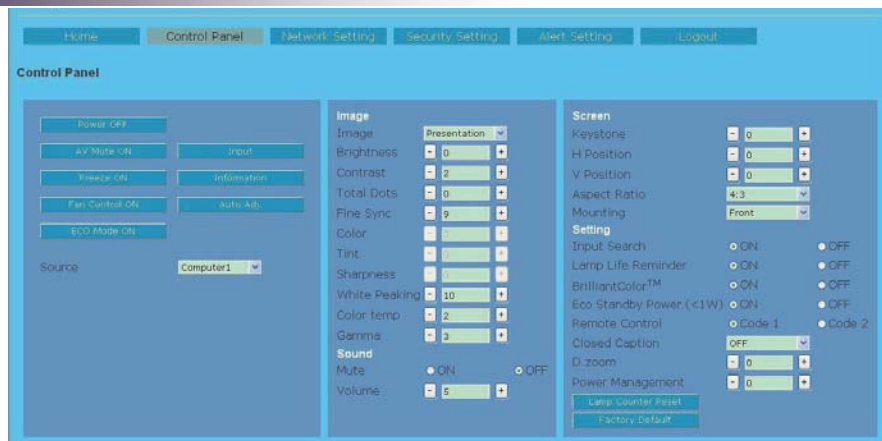 Home Control Panel Network Setting Security Setting Alert Setting Logout
Control Panel
Power OFF
AV Mute ON Input
Freeze ON Information
Fan Control ON Auto Adj.
ECO Mode ON
Source Computer1
Image
Image Presentation
Brightness - 0 +
Contrast - 2 +
Total Dots - 0 +
Fine Sync - 9 +
Color - +
Tint - +
Sharpness - +
White Peaking - 10 +
Color temp - 2 +
Gamma - 3 +
Sound
Mute ON OFF
Volume - 5 +
Screen
Keystone - 0 +
H Position - 0 +
V Position - 0 +
Aspect Ratio 4:3
Mounting Front
Setting
Input Search ON OFF
Lamp Life Reminder ON OFF
BrilliantColor™ ON OFF
Eco Standby Power (<1W) ON OFF
Remote Control Code 1 Code 2
Closed Caption OFF
D.zoom - 0 +
Power Management - 0 +
Lamp Counter Reset
Factory Default